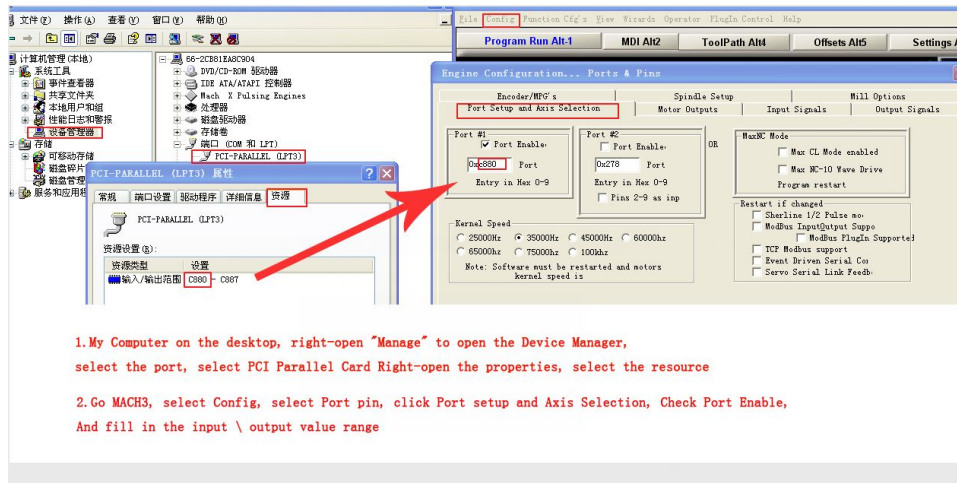 文件(F) 操作(A) 查看(V) 窗口(W) 帮助(H)
计算机管理(本地)
系统工具
事件查看器
共享文件夹
本地用户和组
性能日志和警报
设备管理器
存储
可移动存储
磁盘碎片
磁盘管理
服务和应用程
66-2CB81EA8C904
DVD/CD-ROM 驱动器
IDE ATA/ATAPI 控制器
Mach X Pulsing Engines
处理器
磁盘驱动器
存储卷
端口 (COM 和 LPT)
PCI-PARALLEL (LPT3)
PCI-PARALLEL (LPT3) 属性
常规 端口设置 驱动程序 详细信息 资源
PCI-PARALLEL (LPT3)
资源设置(R):
资源类型 设置
输入/输出范围 C880 - C887
File Config Function Cfg's View Wizards Operator PlugIn Control Help
Program Run Alt-1 MDI Alt2 ToolPath Alt4 Offsets Alt5 Settings A
Engine Configuration... Ports & Pins
Encoder/MPG's Spindle Setup Mill Options
Port Setup and Axis Selection Motor Outputs Input Signals Output Signals
Port #1
Port Enable
0xc880 Port
Entry in Hex 0-9
Port #2
Port Enable
0x278 Port
Entry in Hex 0-9
Pins 2-9 as inp
OR
MaxNC Mode
Max CL Mode enabled
Max NC-10 Wave Drive
Program restart
Kernel Speed
25000Hz 35000Hz 45000Hz 60000hz
65000hz 75000hz 100khz
Note: Software must be restarted and motors
kernel speed is
Restart if changed
Sherline 1/2 Pulse mo
ModBus InputOutput Suppo
ModBus PlugIn Supported
TCP Modbus support
Event Driven Serial Co
Servo Serial Link Feedb
1.My Computer on the desktop, right-open "Manage" to open the Device Manager,
select the port, select PCI Parallel Card Right-open the properties, select the resource
2.Go MACH3, select Config, select Port pin, click Port setup and Axis Selection, Check Port Enable,
And fill in the input \ output value range